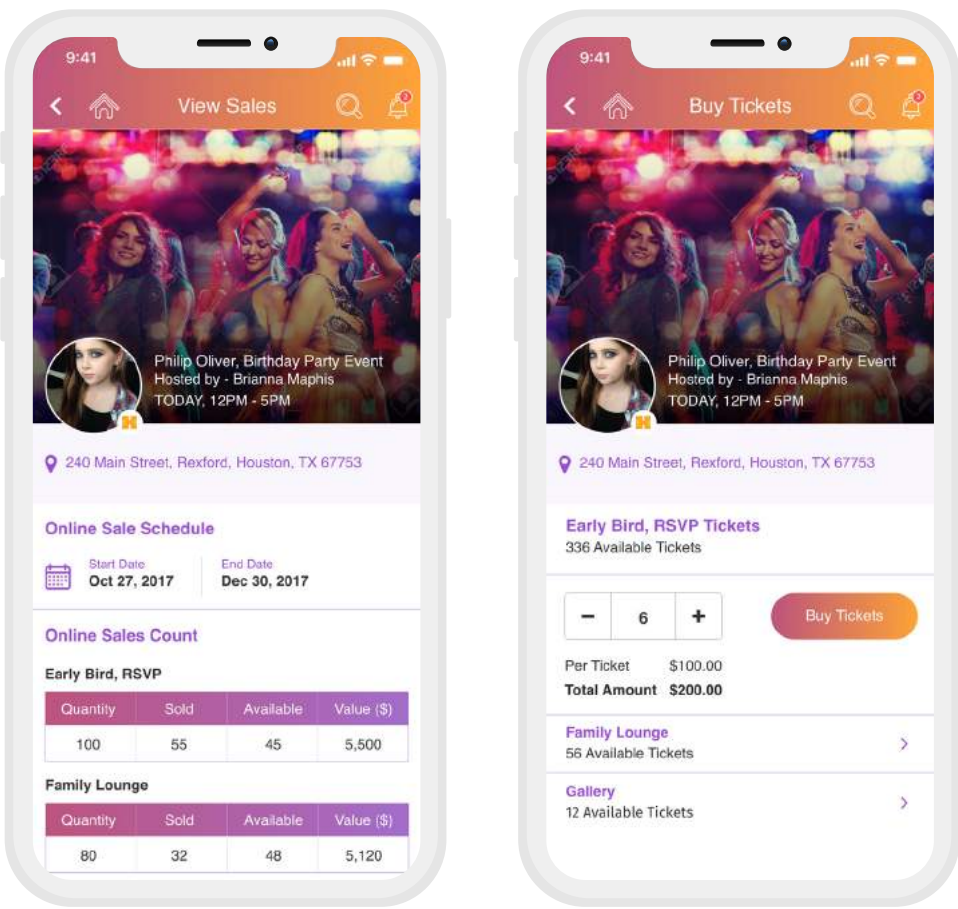 9:41
View Sales
2
Philip Oliver, Birthday Party Event
Hosted by - Brianna Maphis
TODAY, 12PM - 5PM
H
240 Main Street, Rexford, Houston, TX 67753
Online Sale Schedule
Start Date
Oct 27, 2017
End Date
Dec 30, 2017
Online Sales Count
Early Bird, RSVP
Quantity Sold Available Value ($)
100 55 45 5,500
Family Lounge
Quantity Sold Available Value ($)
80 32 48 5,120
9:41
Buy Tickets
2
Philip Oliver, Birthday Party Event
Hosted by - Brianna Maphis
TODAY, 12PM - 5PM
H
240 Main Street, Rexford, Houston, TX 67753
Early Bird, RSVP Tickets
336 Available Tickets
− 6 + Buy Tickets
Per Ticket $100.00
Total Amount $200.00
Family Lounge
56 Available Tickets
Gallery
12 Available Tickets